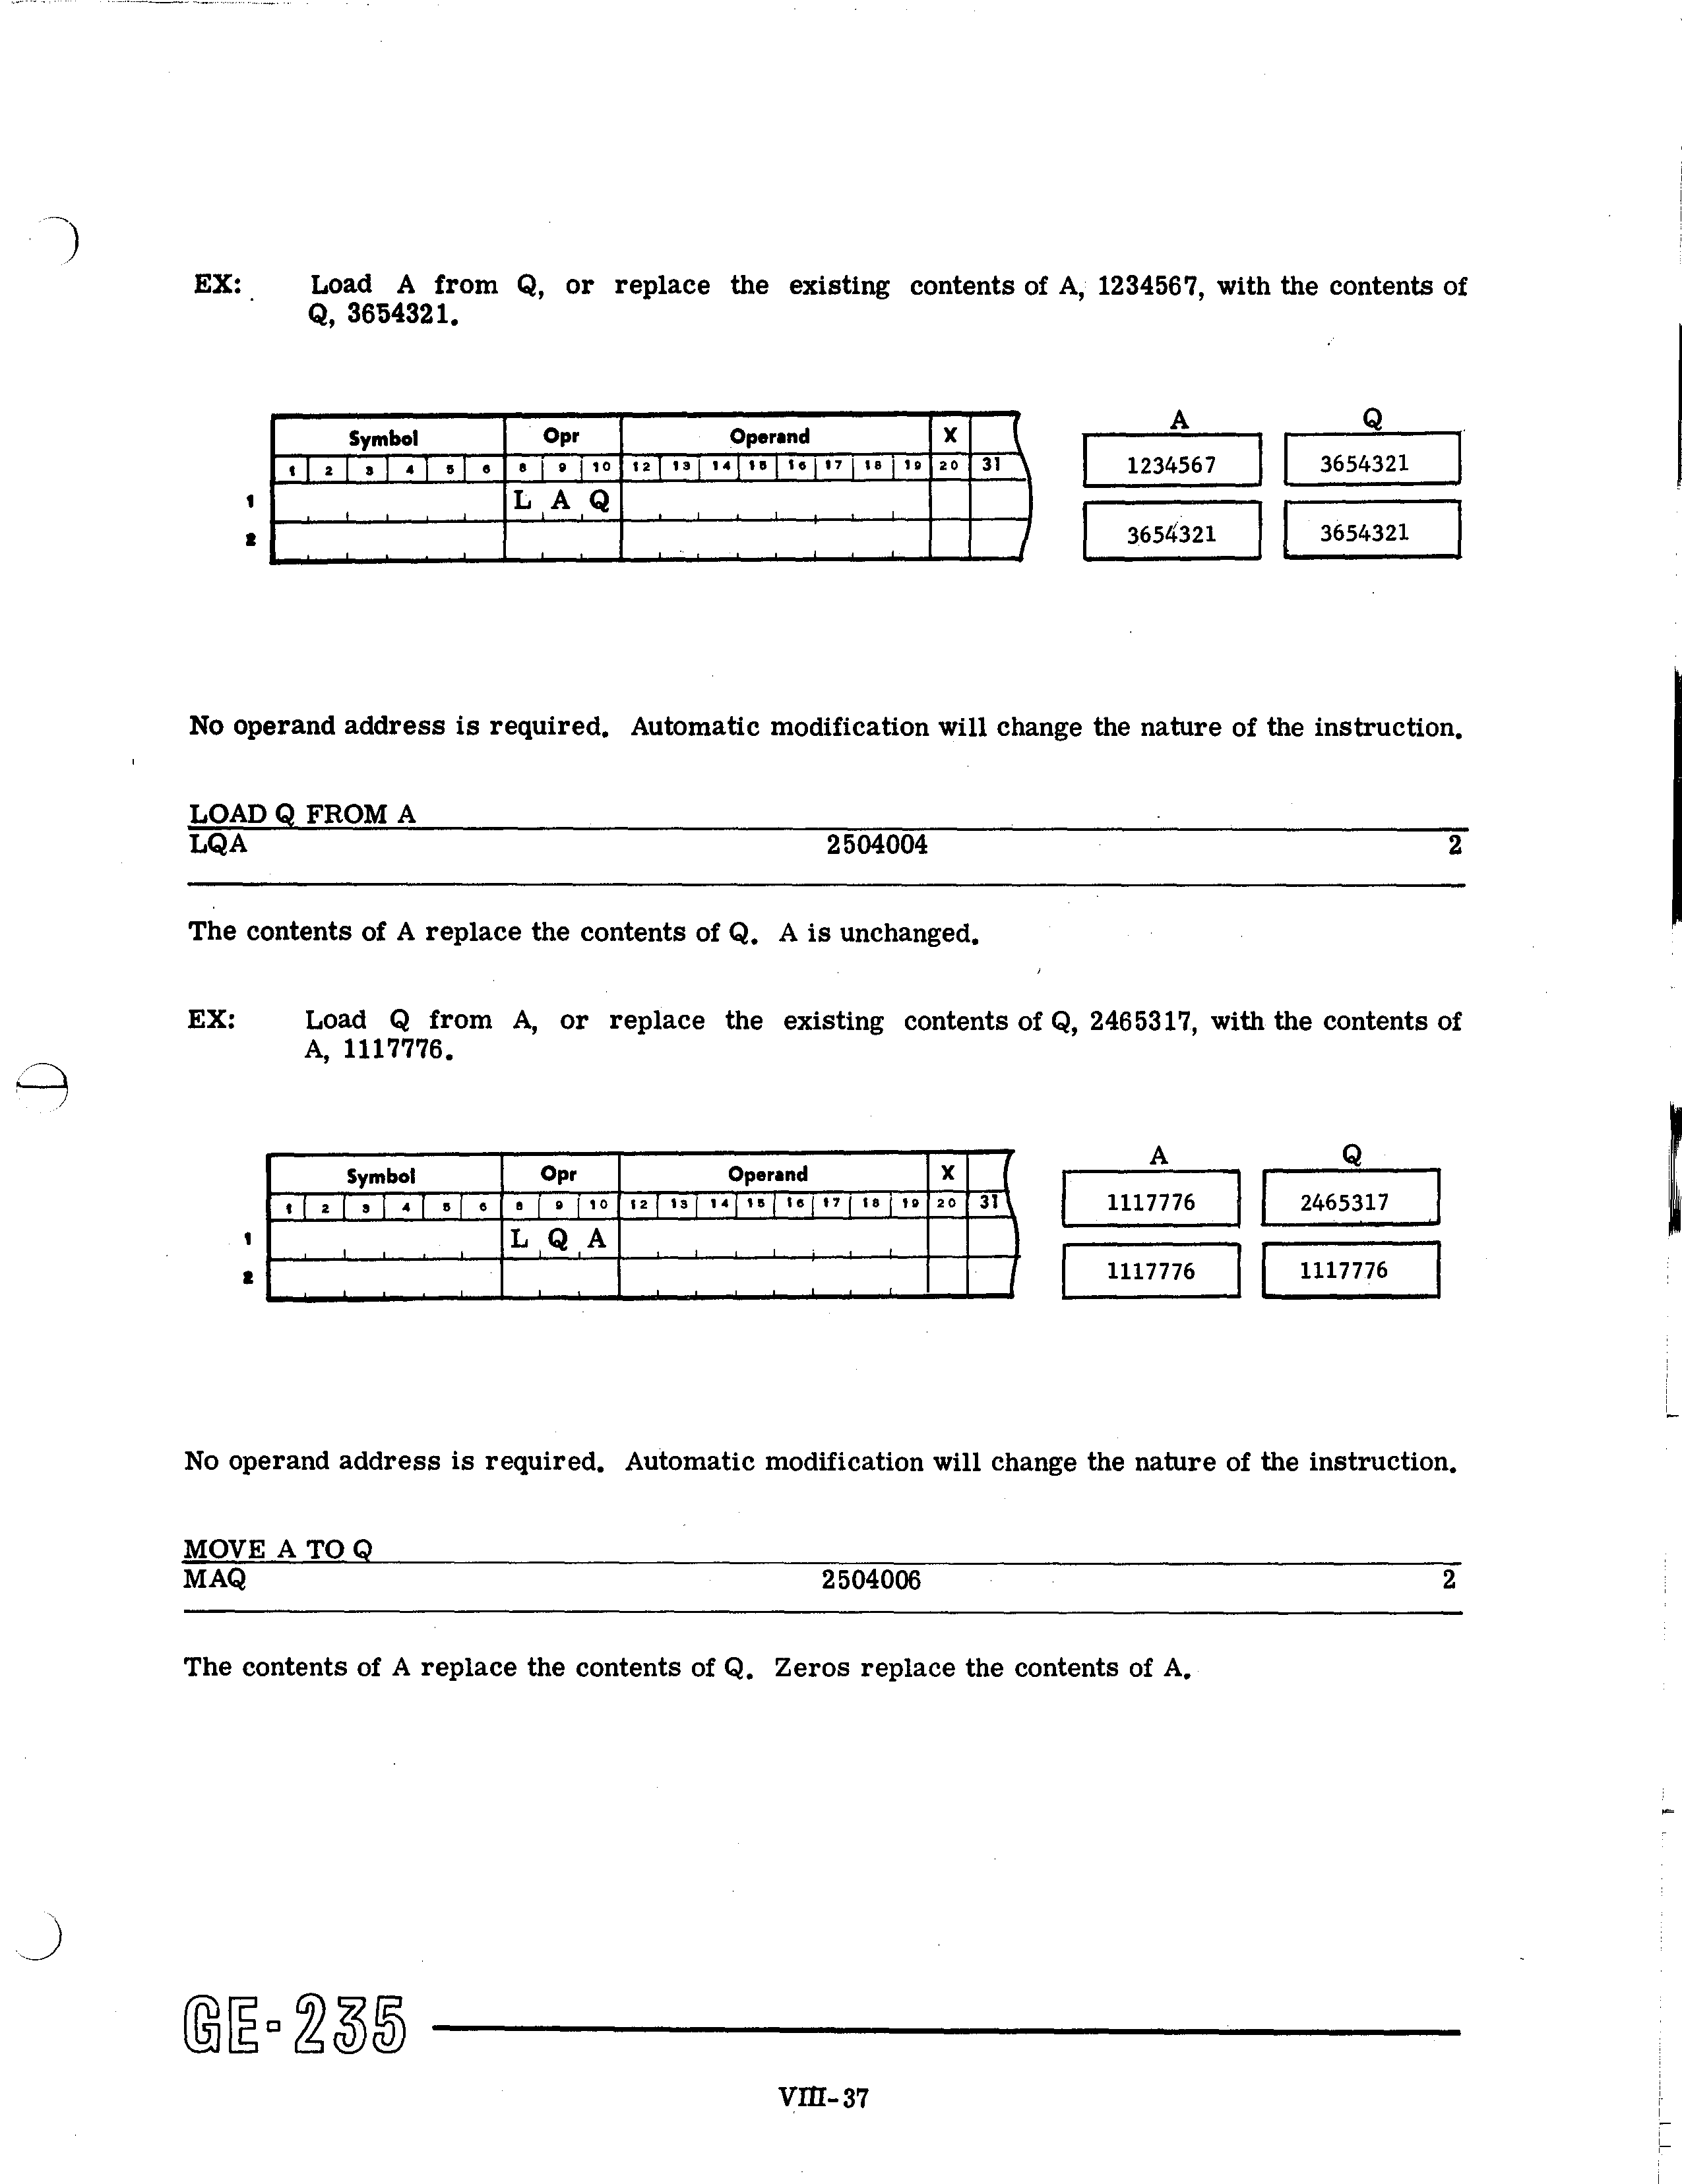 EX: Load A from Q, or replace the existing contents of A, 1234567, with the contents of
Q, 3654321.
A Q
Symbol Opr Operand X
1 2 3 4 5 6 8 9 10 12 13 14 15 16 17 18 19 20 31
1234567 3654321
1 L A Q
2
3654321 3654321
No operand address is required. Automatic modification will change the nature of the instruction.
LOAD Q FROM A
LQA 2504004 2
The contents of A replace the contents of Q. A is unchanged.
EX: Load Q from A, or replace the existing contents of Q, 2465317, with the contents of
A, 1117776.
A Q
Symbol Opr Operand X
1 2 3 4 5 6 8 9 10 12 13 14 15 16 17 18 19 20 31
1117776 2465317
1 L Q A
2
1117776 1117776
No operand address is required. Automatic modification will change the nature of the instruction.
MOVE A TO Q
MAQ 2504006 2
The contents of A replace the contents of Q. Zeros replace the contents of A.
GE-235
VIII-37